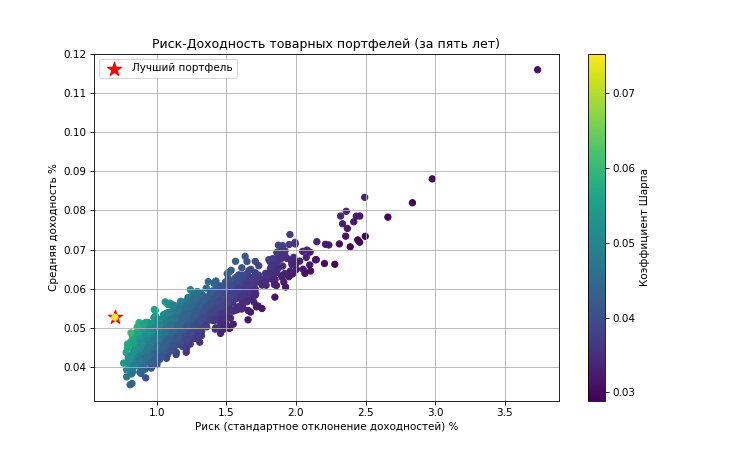 Риск-Доходность товарных портфелей (за пять лет)
Лучший портфель
Средняя доходность %
0.12
0.11
0.10
0.09
0.08
0.07
0.06
0.05
0.04
1.0 1.5 2.0 2.5 3.0 3.5
Риск (стандартное отклонение доходностей) %
0.07
0.06
0.05
0.04
0.03
Коэффициент Шарпа